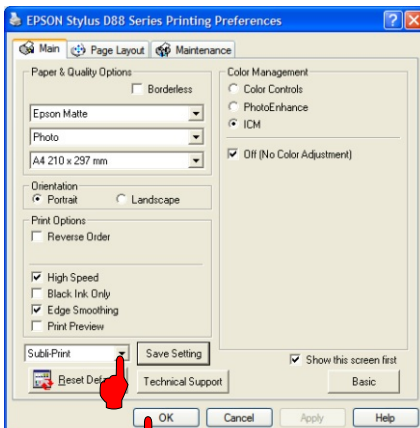 EPSON Stylus D88 Series Printing Preferences
Main
Page Layout
Maintenance
Paper & Quality Options
Borderless
Epson Matte
Photo
A4 210 x 297 mm
Orientation
Portrait
Landscape
Print Options
Reverse Order
High Speed
Black Ink Only
Edge Smoothing
Print Preview
Color Management
Color Controls
PhotoEnhance
ICM
Off (No Color Adjustment)
Subli-Print
Save Setting
Show this screen first
Reset
Technical Support
Basic
OK
Cancel
Apply
Help